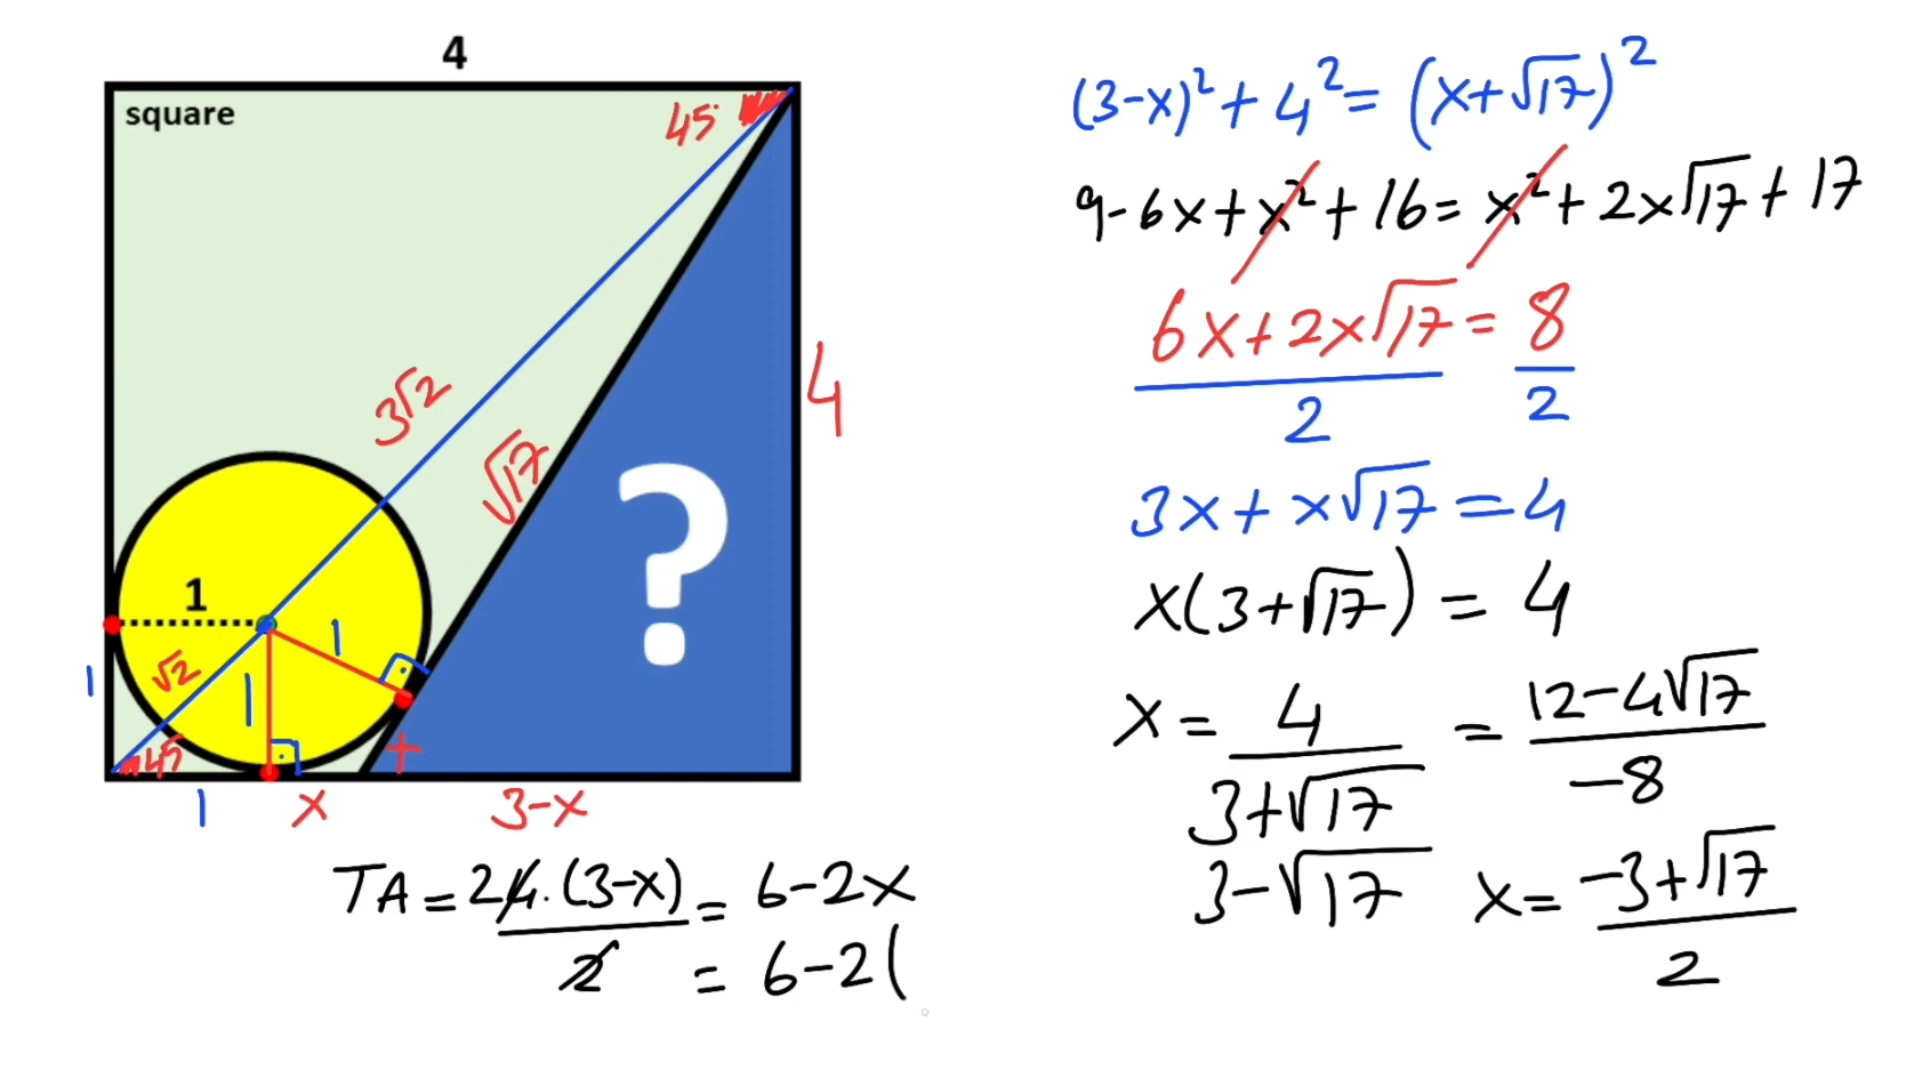 4
square
45
3√2
√17
4
?
1
1
√2
1
1
45
x
1
x
3-x
TA = 24·(3-x)/2 = 6-2x
= 6-2(
(3-x)² + 4² = (x+√17)²
9-6x+x²+16 = x²+2x√17+17
6x+2x√17 = 8
2 2
3x+x√17 = 4
x(3+√17) = 4
x = 4/(3+√17) = (12-4√17)/-8
3-√17
x = (-3+√17)/2